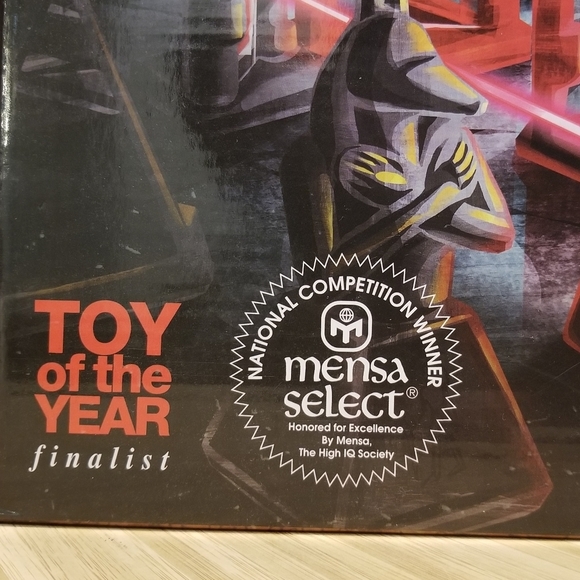 TOY
of the
YEAR
finalist
NATIONAL COMPETITION WINNER
mensa
select®
Honored for Excellence
By Mensa,
The High IQ Society